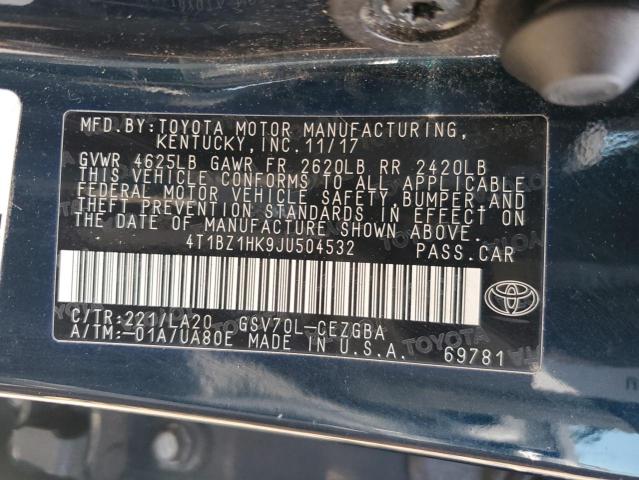 MFD.BY:TOYOTA MOTOR MANUFACTURING,
KENTUCKY,INC.11/17
GVWR 4625LB GAWR FR 2620LB RR 2420LB
THIS VEHICLE CONFORMS TO ALL APPLICABLE
FEDERAL MOTOR VEHICLE SAFETY,BUMPER,AND
THEFT PREVENTION STANDARDS IN EFFECT ON
THE DATE OF MANUFACTURE SHOWN ABOVE.
4T1BZ1HK9JU504532 PASS.CAR
C/TR:221/LA20 GSV70L-CEZGBA
A/TM:-01A/UA80E MADE IN U.S.A. 69781